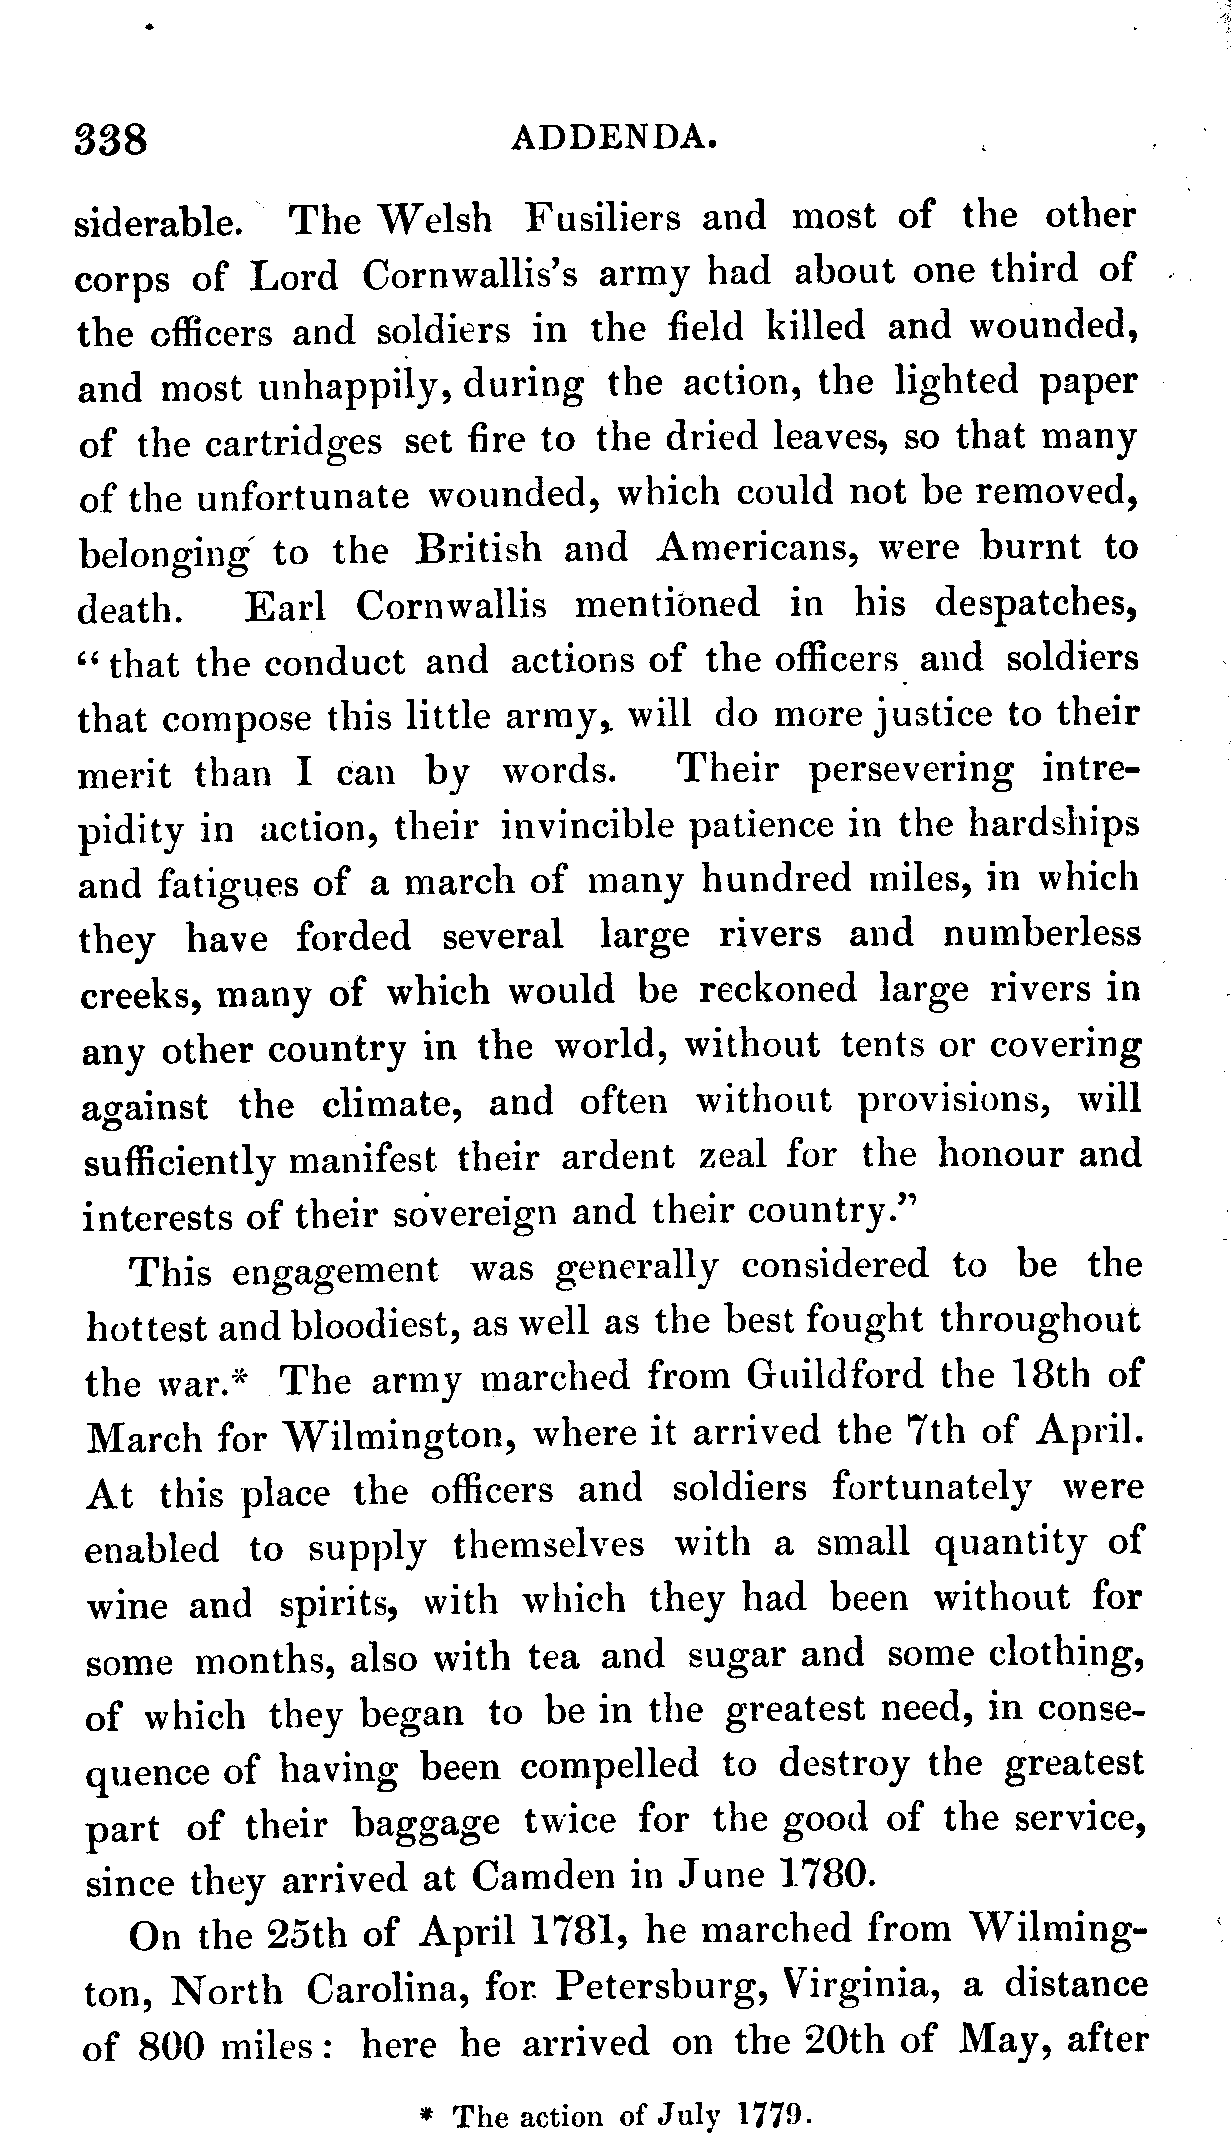 338 ADDENDA.
siderable. The Welsh Fusiliers and most of the other
corps of Lord Cornwallis's army had about one third of
the officers and soldiers in the field killed and wounded,
and most unhappily, during the action, the lighted paper
of the cartridges set fire to the dried leaves, so that many
of the unfortunate wounded, which could not be removed,
belonging to the British and Americans, were burnt to
death. Earl Cornwallis mentioned in his despatches,
“that the conduct and actions of the officers and soldiers
that compose this little army, will do more justice to their
merit than I can by words. Their persevering intre-
pidity in action, their invincible patience in the hardships
and fatigues of a march of many hundred miles, in which
they have forded several large rivers and numberless
creeks, many of which would be reckoned large rivers in
any other country in the world, without tents or covering
against the climate, and often without provisions, will
sufficiently manifest their ardent zeal for the honour and
interests of their sovereign and their country.”
This engagement was generally considered to be the
hottest and bloodiest, as well as the best fought throughout
the war.* The army marched from Guildford the 18th of
March for Wilmington, where it arrived the 7th of April.
At this place the officers and soldiers fortunately were
enabled to supply themselves with a small quantity of
wine and spirits, with which they had been without for
some months, also with tea and sugar and some clothing,
of which they began to be in the greatest need, in conse-
quence of having been compelled to destroy the greatest
part of their baggage twice for the good of the service,
since they arrived at Camden in June 1780.
On the 25th of April 1781, he marched from Wilming-
ton, North Carolina, for Petersburg, Virginia, a distance
of 800 miles: here he arrived on the 20th of May, after
* The action of July 1779.